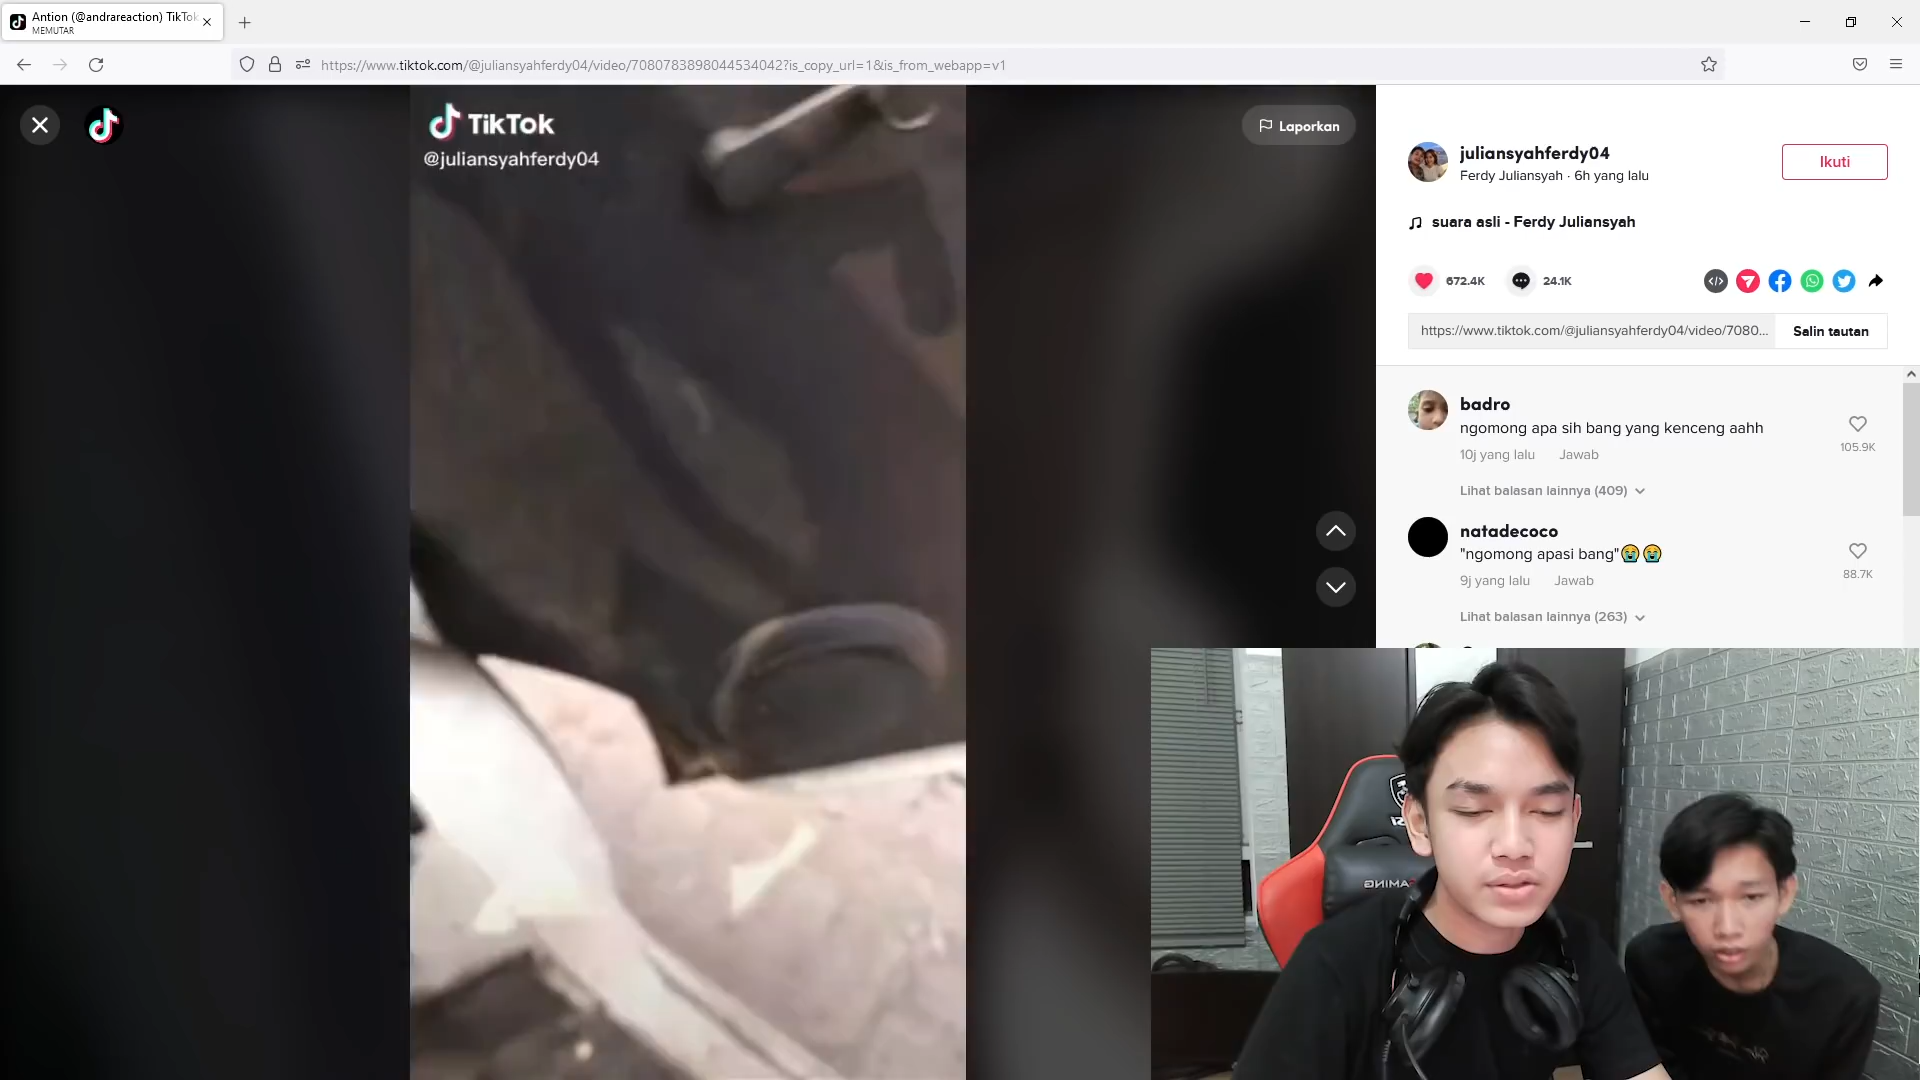 Antion (@andrareaction) TikTok
MEMUTAR
https://www.tiktok.com/@juliansyahferdy04/video/7080783898044534042?is_copy_url=1&is_from_webapp=v1
TikTok
@juliansyahferdy04
Laporkan
juliansyahferdy04
Ferdy Juliansyah · 6h yang lalu
Ikuti
suara asli - Ferdy Juliansyah
672.4K
24.1K
https://www.tiktok.com/@juliansyahferdy04/video/7080...
Salin tautan
badro
ngomong apa sih bang yang kenceng aahh
105.9K
10j yang lalu
Jawab
Lihat balasan lainnya (409)
natadecoco
"ngomong apasi bang"😭😭
88.7K
9j yang lalu
Jawab
Lihat balasan lainnya (263)